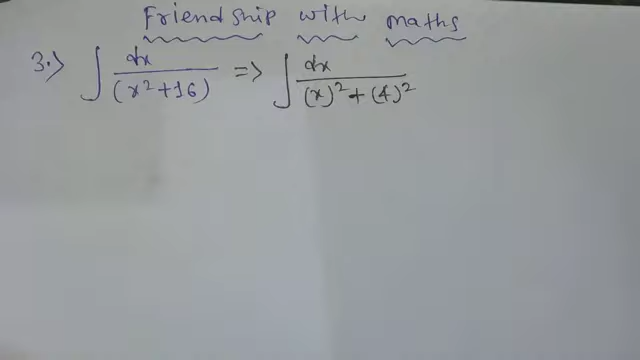 Friendship with maths
3.) ∫ dx/(x²+16) => ∫ dx/((x)²+(4)²)